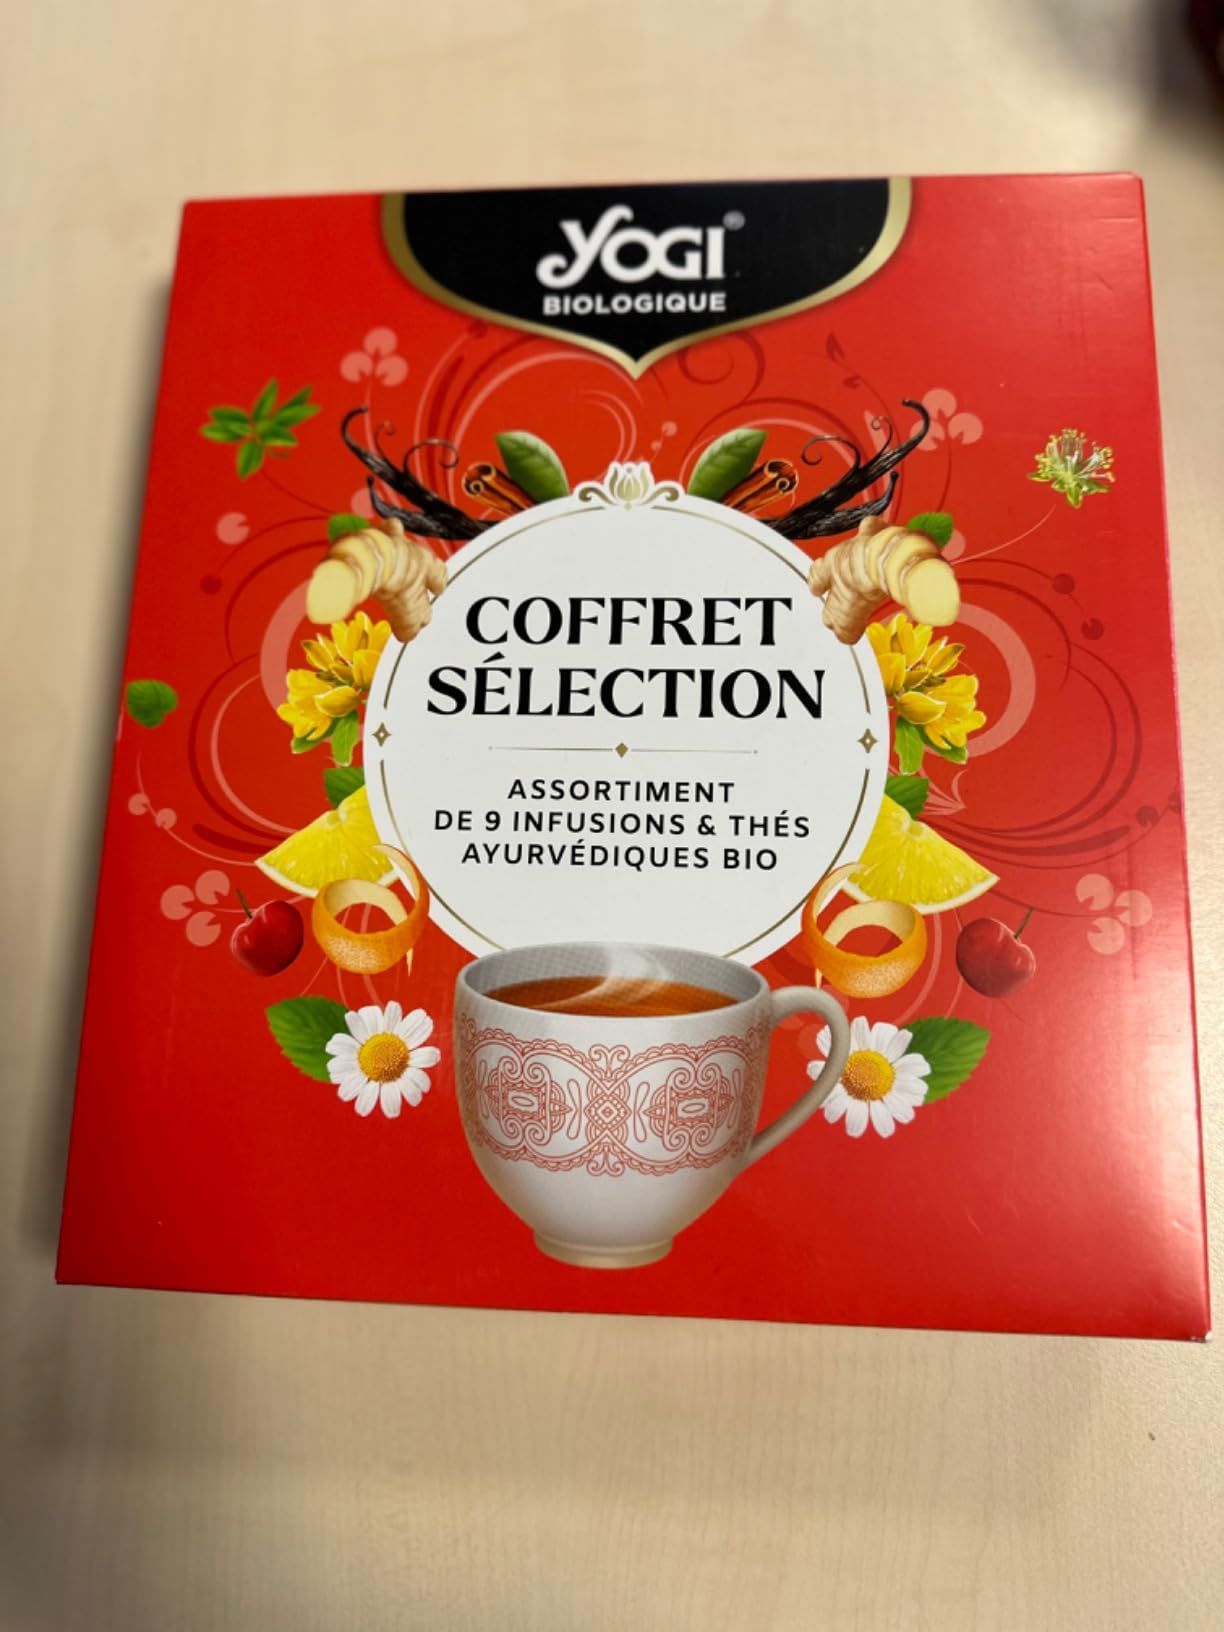 YOGI®
BIOLOGIQUE
COFFRET
SÉLECTION
ASSORTIMENT
DE 9 INFUSIONS & THÉS
AYURVÉDIQUES BIO